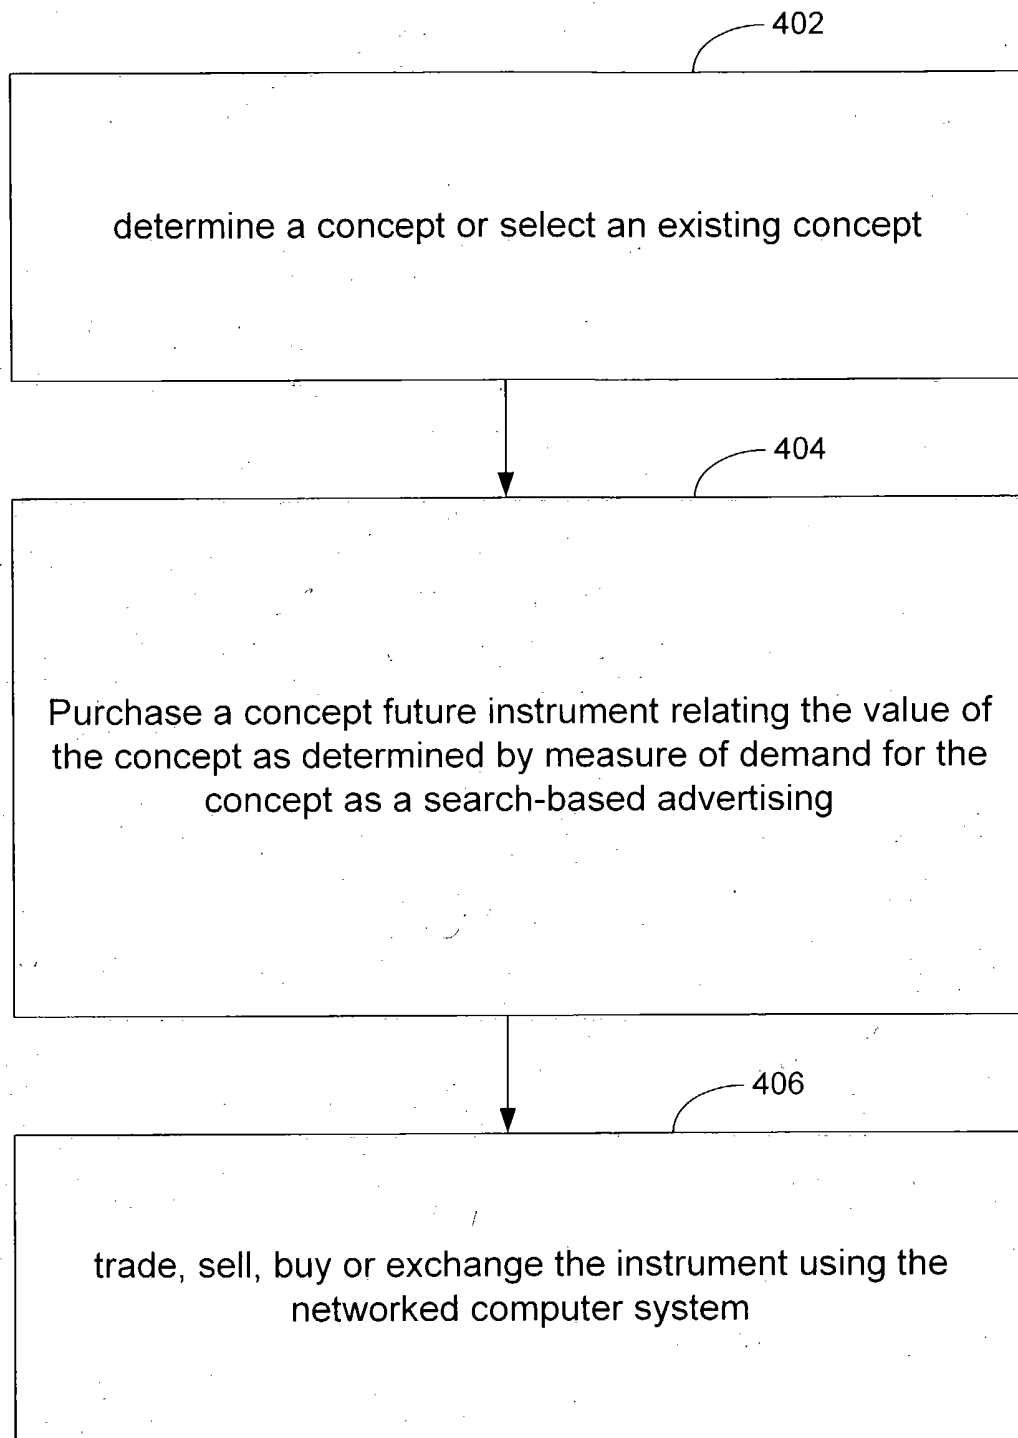 402
determine a concept or select an existing concept
404
Purchase a concept future instrument relating the value of
the concept as determined by measure of demand for the
concept as a search-based advertising
406
trade, sell, buy or exchange the instrument using the
networked computer system